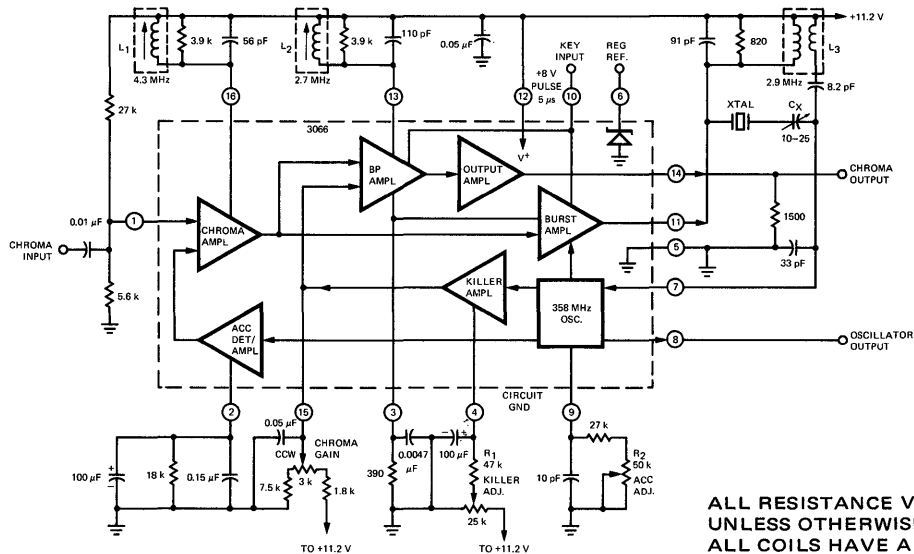 +11.2 V
L1
3.9 k
56 pF
4.3 MHz
L2
3.9 k
110 pF
2.7 MHz
0.05 µF
KEY
INPUT
+8 V
PULSE
5 µs
REG
REF.
91 pF
820
L3
2.9 MHz
8.2 pF
XTAL
CX
10–25
27 k
16
13
12
10
6
3066
V+
BP
AMPL
OUTPUT
AMPL
14
CHROMA
OUTPUT
0.01 µF
1
CHROMA
INPUT
CHROMA
AMPL
BURST
AMPL
11
1500
5
33 pF
5.6 k
KILLER
AMPL
358 MHz
OSC.
7
ACC
DET/
AMPL
8
OSCILLATOR
OUTPUT
CIRCUIT
GND
2
15
3
4
9
100 µF
+
−
18 k
0.15 µF
0.05 µF
CCW
CHROMA
GAIN
3 k
7.5 k
1.8 k
TO +11.2 V
390
0.0047
µF
− +
100 µF
R1
47 k
KILLER
ADJ.
25 k
TO +11.2 V
10 pF
27 k
R2
50 k
ACC
ADJ.
ALL RESISTANCE V
UNLESS OTHERWIS
ALL COILS HAVE A